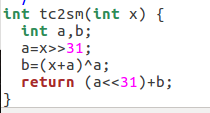 int tc2sm(int x) {
int a,b;
a=x>>31;
b=(x+a)^a;
return (a<<31)+b;
}